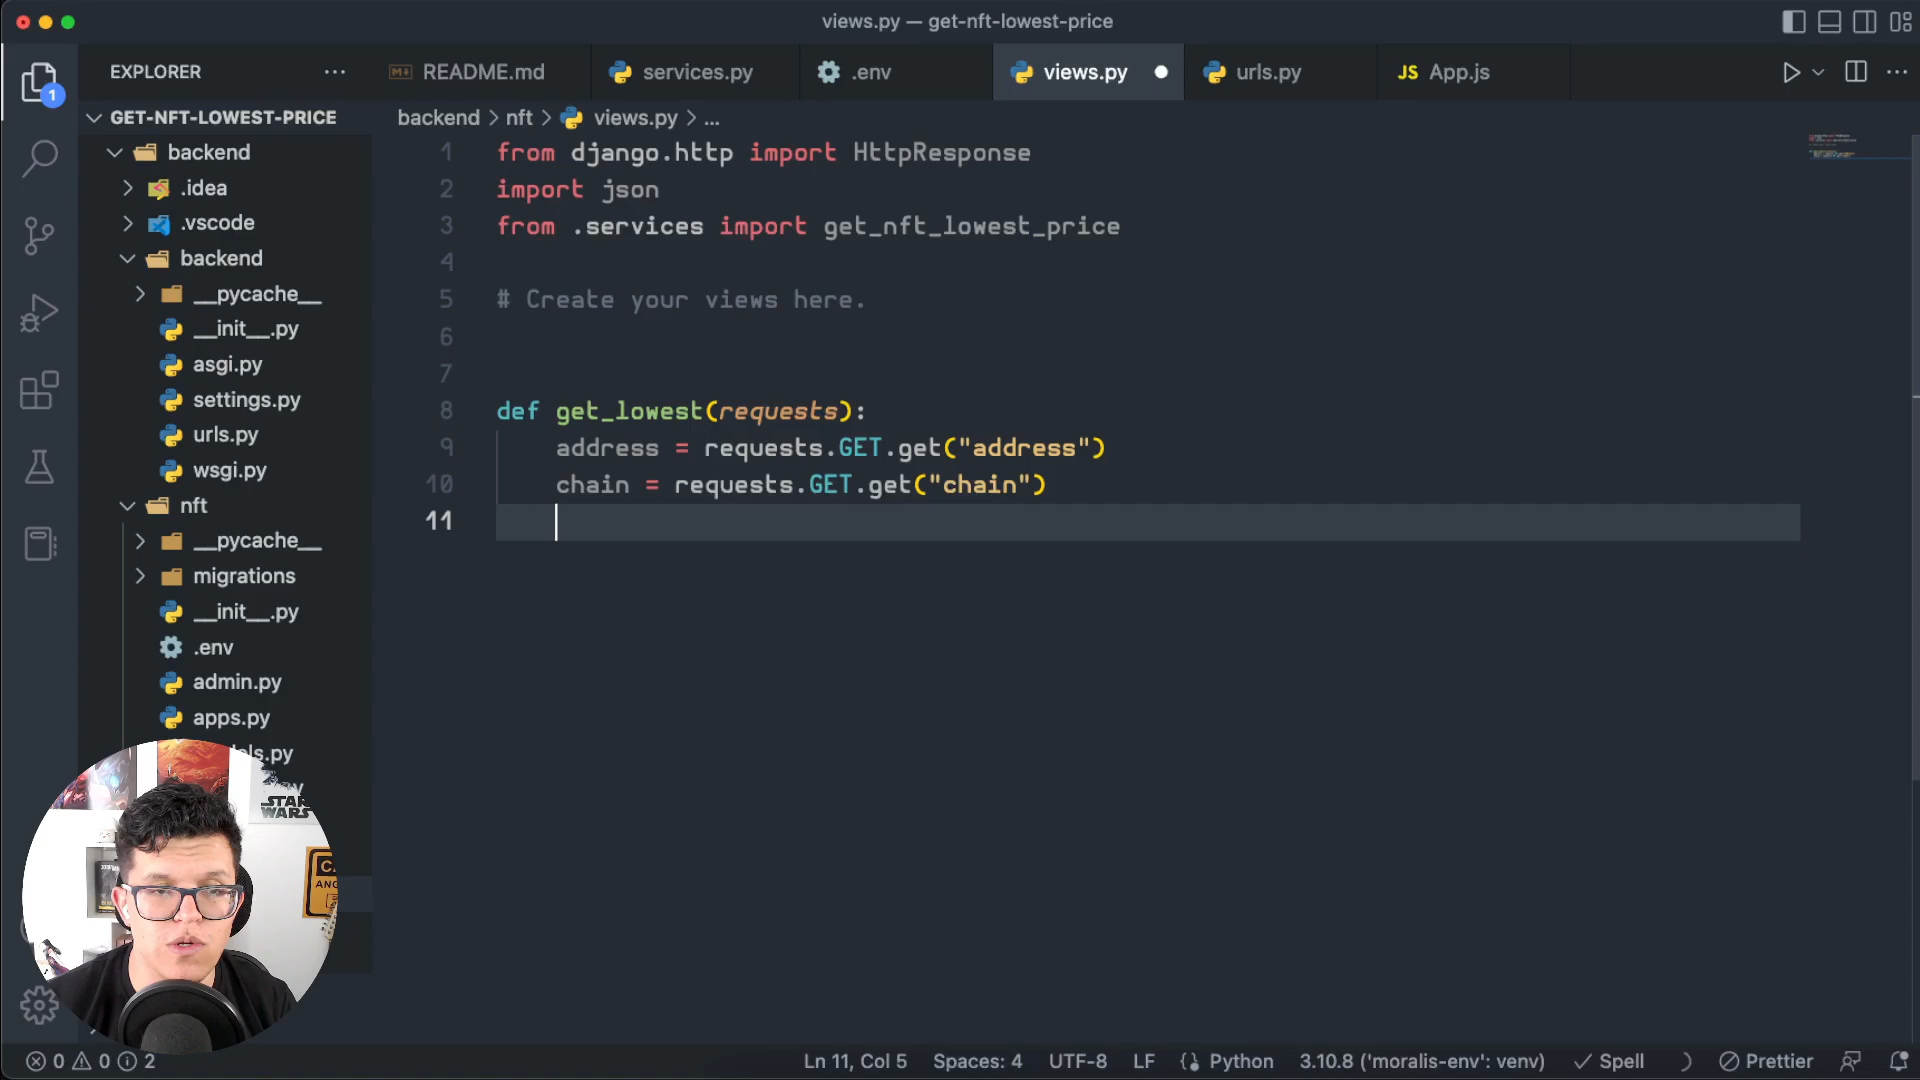 views.py — get-nft-lowest-price
EXPLORER
README.md
services.py
.env
views.py
urls.py
JS App.js
1
GET-NFT-LOWEST-PRICE
backend > nft > views.py > ...
backend
.idea
.vscode
backend
__pycache__
__init__.py
asgi.py
settings.py
urls.py
wsgi.py
nft
__pycache__
migrations
__init__.py
.env
admin.py
apps.py
1 from django.http import HttpResponse
2 import json
3 from .services import get_nft_lowest_price
4
5 # Create your views here.
6
7
8 def get_lowest(requests):
9 address = requests.GET.get("address")
10 chain = requests.GET.get("chain")
11
STAR
WARS
0 0 2
Ln 11, Col 5
Spaces: 4
UTF-8
LF
Python
3.10.8 ('moralis-env': venv)
Spell
Prettier